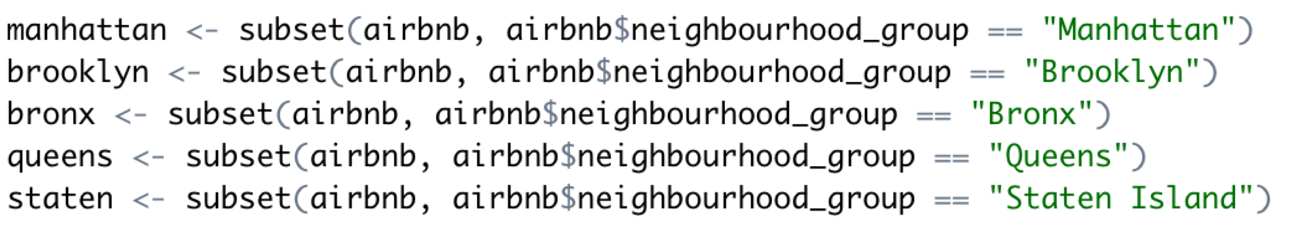 manhattan <- subset(airbnb, airbnb$neighbourhood_group == "Manhattan")
brooklyn <- subset(airbnb, airbnb$neighbourhood_group == "Brooklyn")
bronx <- subset(airbnb, airbnb$neighbourhood_group == "Bronx")
queens <- subset(airbnb, airbnb$neighbourhood_group == "Queens")
staten <- subset(airbnb, airbnb$neighbourhood_group == "Staten Island")